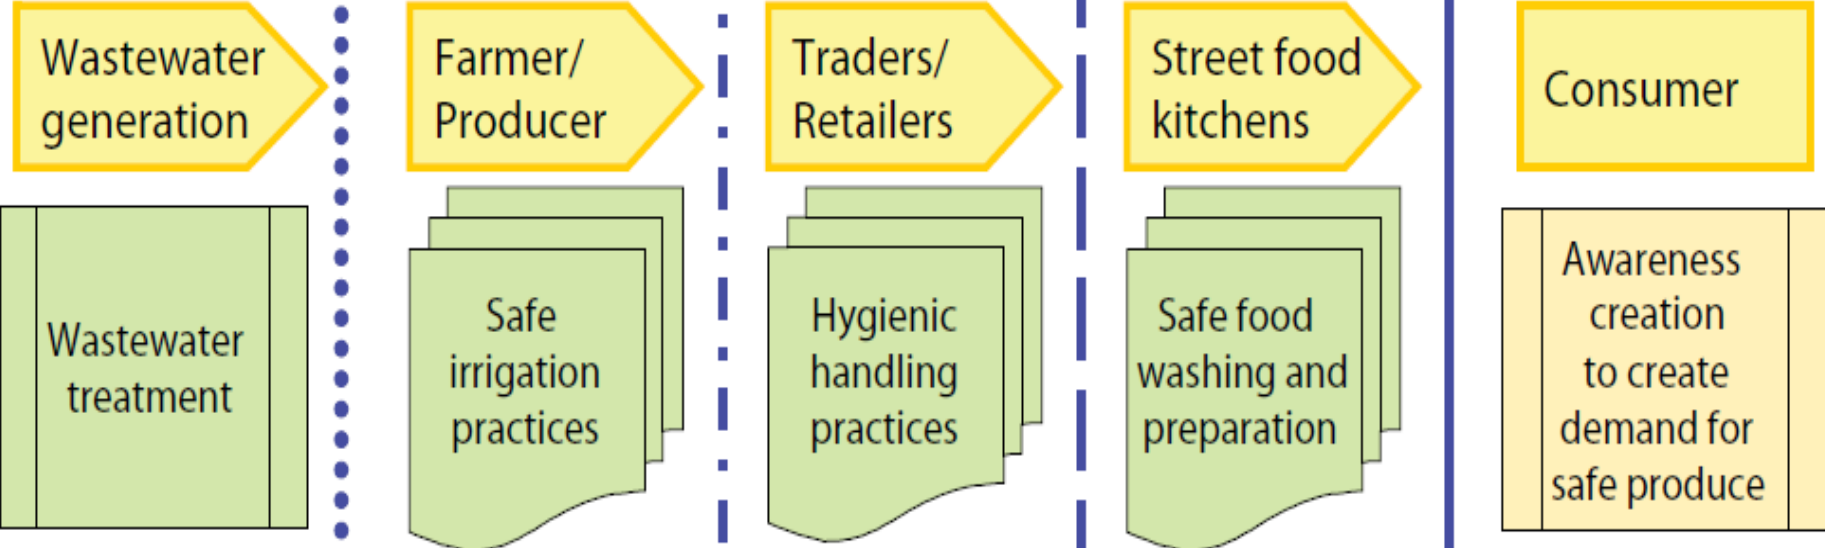 Wastewater
generation
Farmer/
Producer
Traders/
Retailers
Street food
kitchens
Consumer
Wastewater
treatment
Safe
irrigation
practices
Hygienic
handling
practices
Safe food
washing and
preparation
Awareness
creation
to create
demand for
safe produce